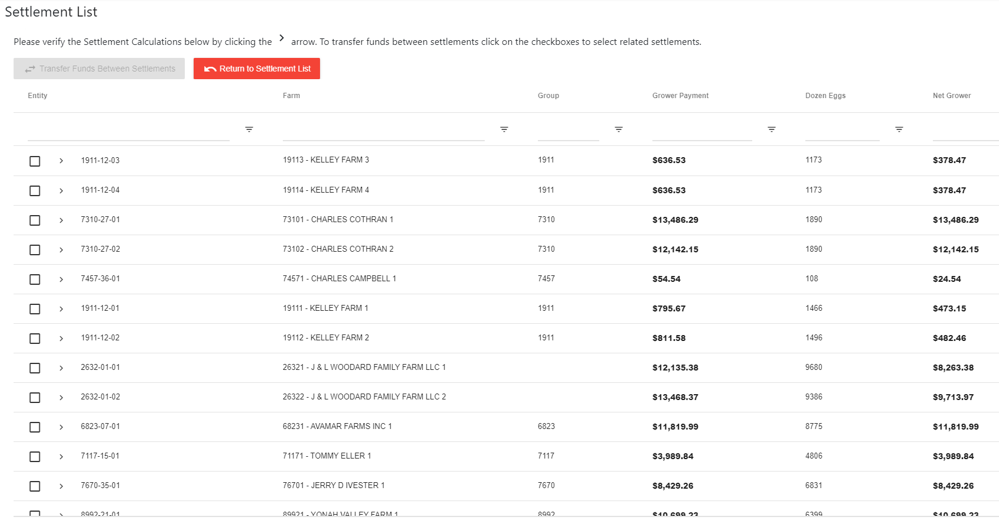 Settlement List
Please verify the Settlement Calculations below by clicking the > arrow. To transfer funds between settlements click on the checkboxes to select related settlements.
Transfer Funds Between Settlements Return to Settlement List
Entity Farm Group Grower Payment Dozen Eggs Net Grower
1911-12-03 19113 - KELLEY FARM 3 1911 $636.53 1173 $378.47
1911-12-04 19114 - KELLEY FARM 4 1911 $636.53 1173 $378.47
7310-27-01 73101 - CHARLES COTHRAN 1 7310 $13,486.29 1890 $13,486.29
7310-27-02 73102 - CHARLES COTHRAN 2 7310 $12,142.15 1890 $12,142.15
7457-36-01 74571 - CHARLES CAMPBELL 1 7457 $54.54 108 $24.54
1911-12-01 19111 - KELLEY FARM 1 1911 $795.67 1466 $473.15
1911-12-02 19112 - KELLEY FARM 2 1911 $811.58 1496 $482.46
2632-01-01 26321 - J & L WOODARD FAMILY FARM LLC 1 $12,135.38 9680 $8,263.38
2632-01-02 26322 - J & L WOODARD FAMILY FARM LLC 2 $13,468.37 9386 $9,713.97
6823-07-01 68231 - AVAMAR FARMS INC 1 6823 $11,819.99 8775 $11,819.99
7117-15-01 71171 - TOMMY ELLER 1 7117 $3,989.84 4806 $3,989.84
7670-35-01 76701 - JERRY D IVESTER 1 7670 $8,429.26 6831 $8,429.26
8992-21-01 89921 - YONAH VALLEY FARM 1 8992 $10,699.23 6399 $10,699.23